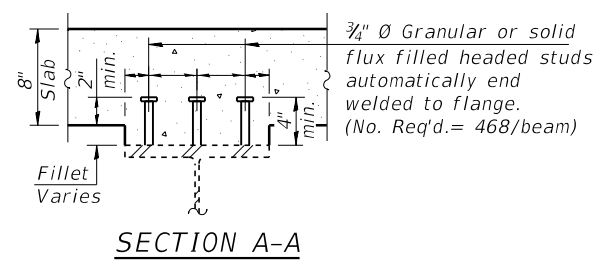 ¾" Ø Granular or solid
flux filled headed studs
automatically end
welded to flange.
(No. Req'd.= 468/beam)
8"
Slab
2"
min.
4"
min.
Fillet
Varies
SECTION A-A